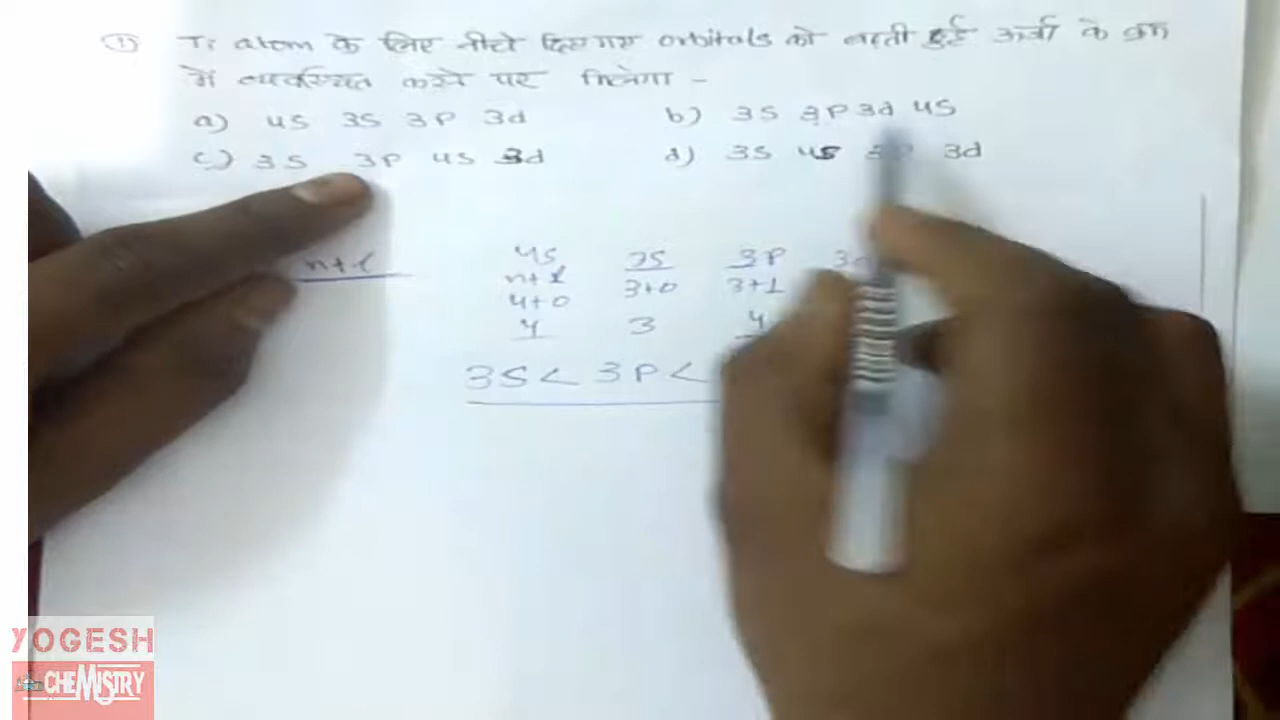 ① Ti atom के लिए नीचे दिए गए orbitals को बढ़ती हुई ऊर्जा के क्रम
में व्यवस्थित करने पर मिलेगा -
a) 4S 3S 3P 3d b) 3S 3P 3d 4S
c) 3S 3P 4S 3d d) 3S 4S 3d
n+l 4S 3S 3P
n+l 3+0 3+1
4+0
4 3 4
3S < 3P <
YOGESH
CHEMISTRY